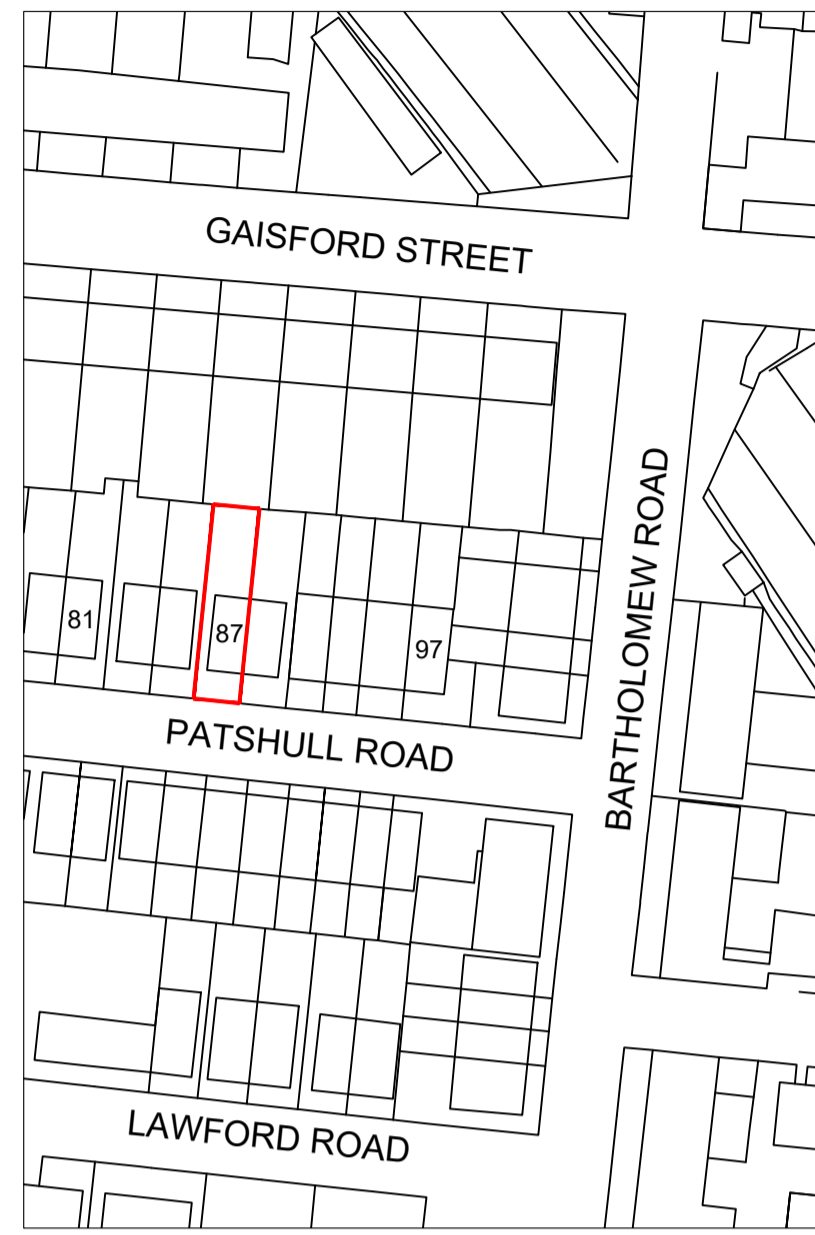 GAISFORD STREET
BARTHOLOMEW ROAD
81
87
97
PATSHULL ROAD
LAWFORD ROAD